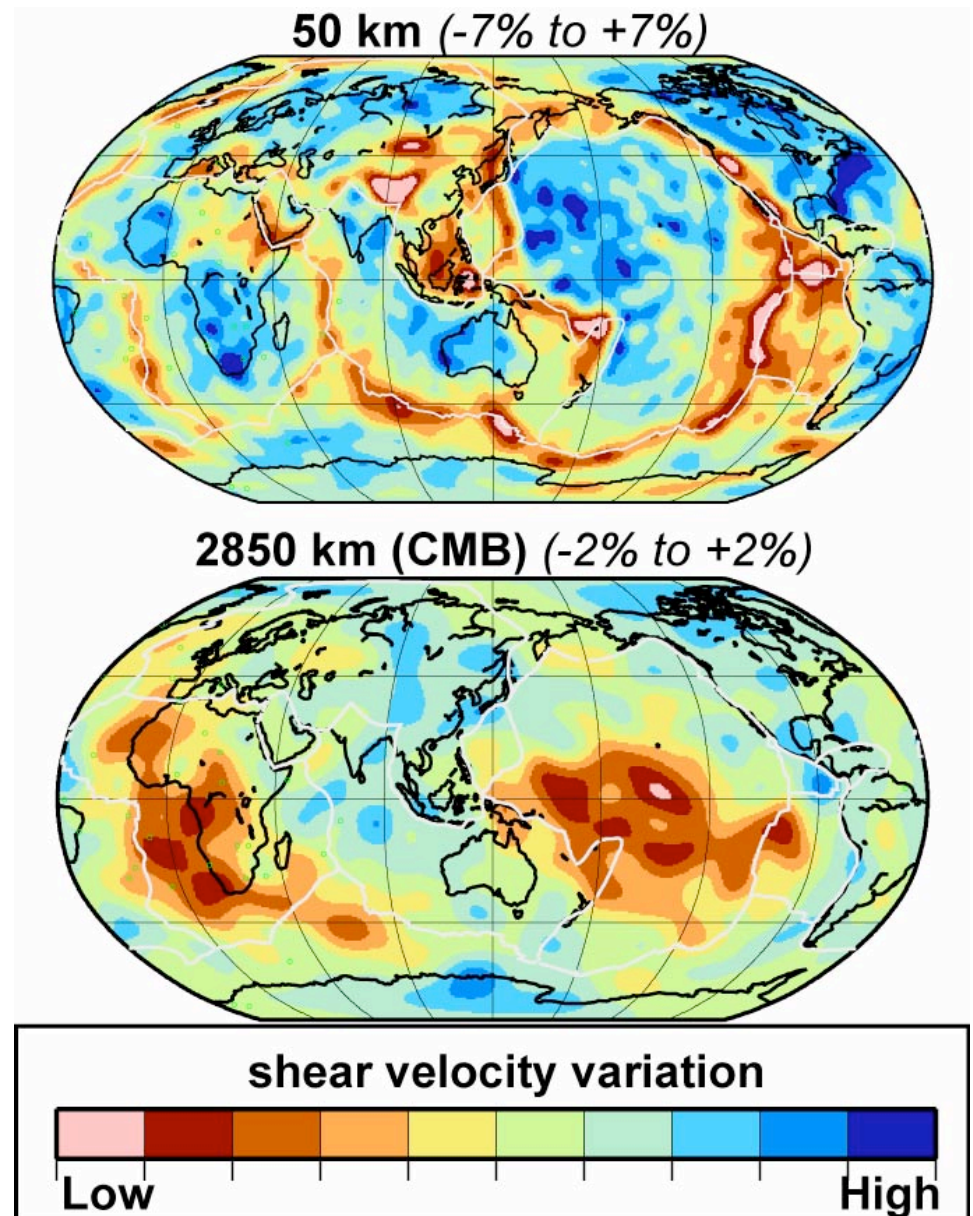 50 km (-7% to +7%)
2850 km (CMB) (-2% to +2%)
shear velocity variation
Low High